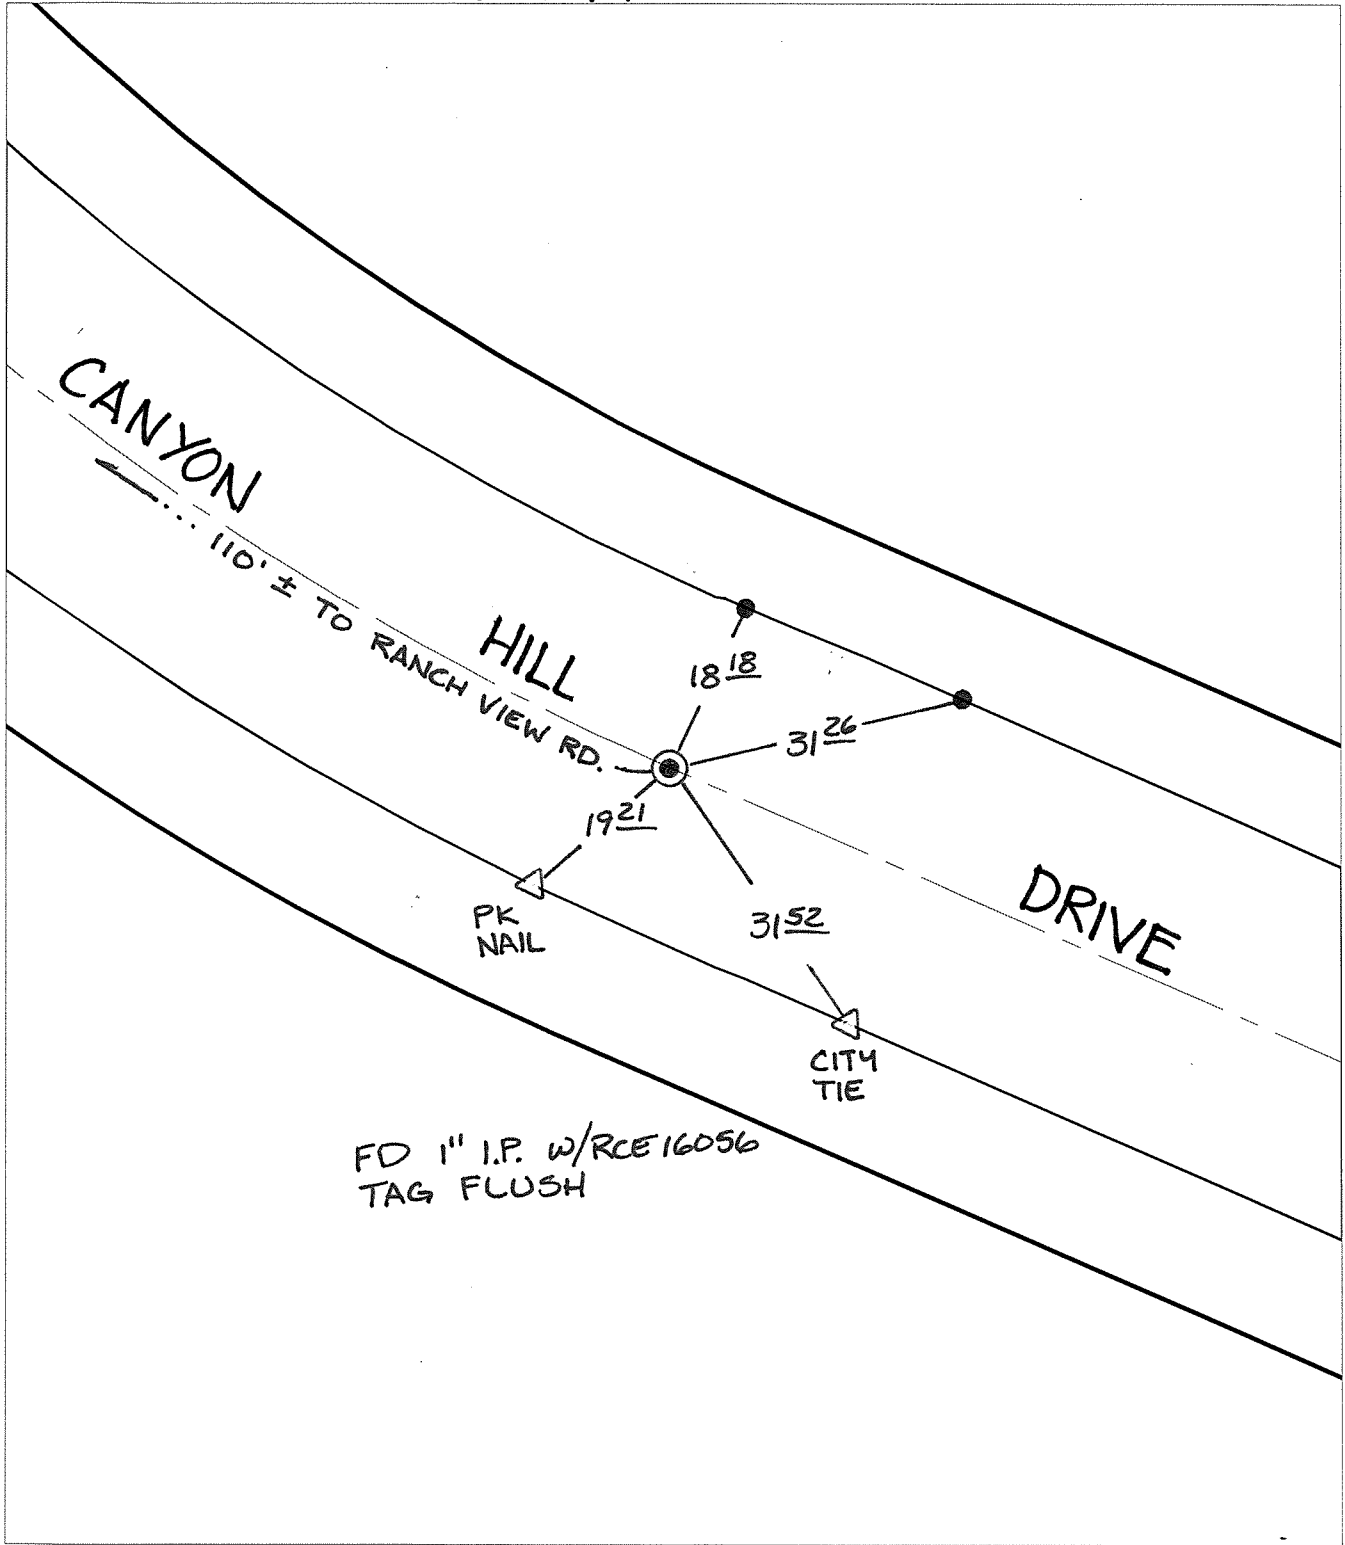 CANYON
HILL
DRIVE
110' ± TO RANCH VIEW RD.
18 18
31 26
19 21
31 52
PK
NAIL
CITY
TIE
FD 1" I.P. W/RCE 16056
TAG FLUSH